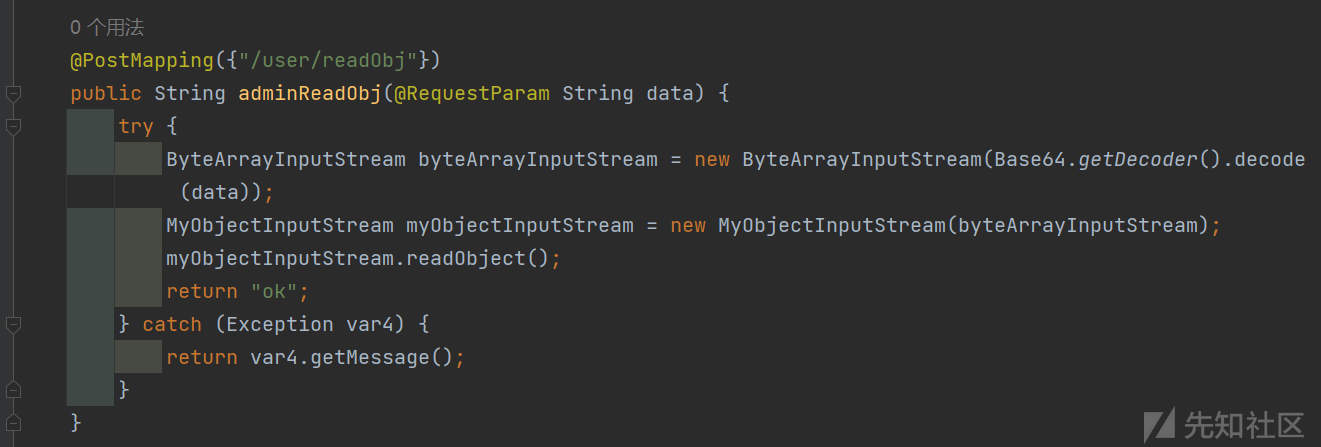 0 个用法
@PostMapping({"/user/readObj"})
public String adminReadObj(@RequestParam String data) {
try {
ByteArrayInputStream byteArrayInputStream = new ByteArrayInputStream(Base64.getDecoder().decode
(data));
MyObjectInputStream myObjectInputStream = new MyObjectInputStream(byteArrayInputStream);
myObjectInputStream.readObject();
return "ok";
} catch (Exception var4) {
return var4.getMessage();
}
}
先知社区